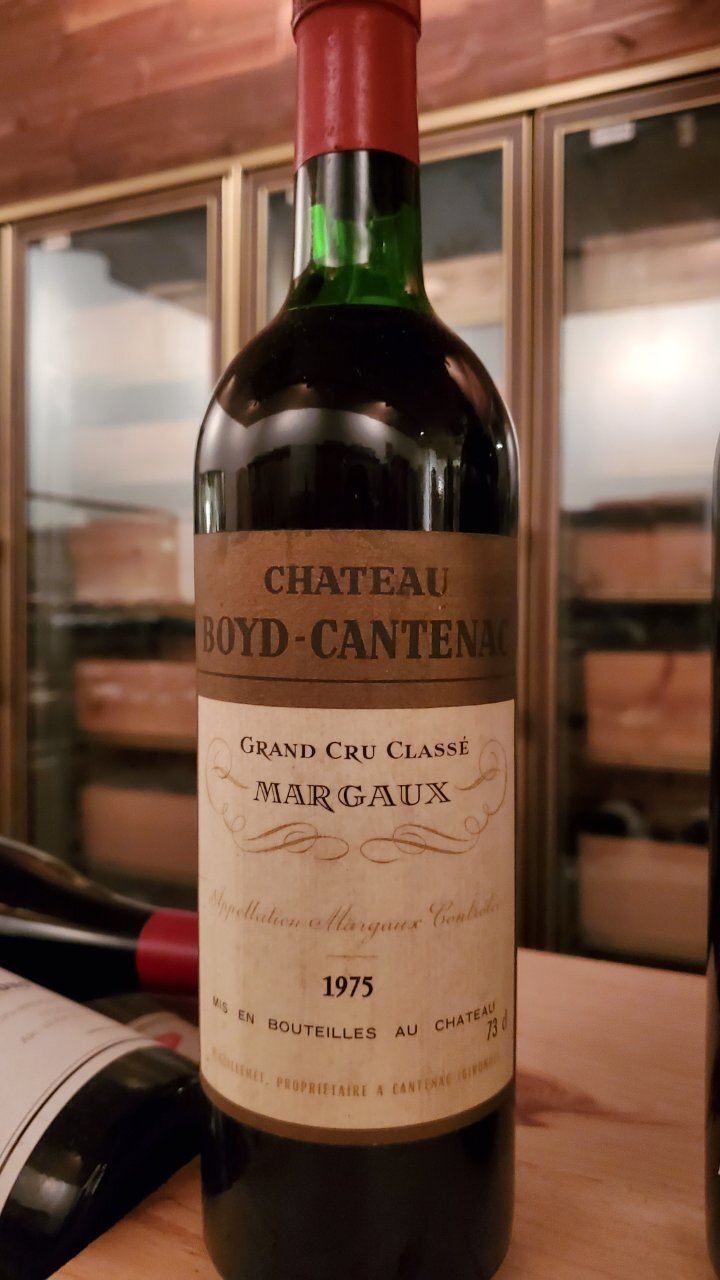 CHATEAU
BOYD-CANTENAC
GRAND CRU CLASSÉ
MARGAUX
Appellation Margaux Contrôlée
1975
MIS EN BOUTEILLES AU CHATEAU
73 cl
PROPRIÉTAIRE A CANTENAC (GIRONDE)